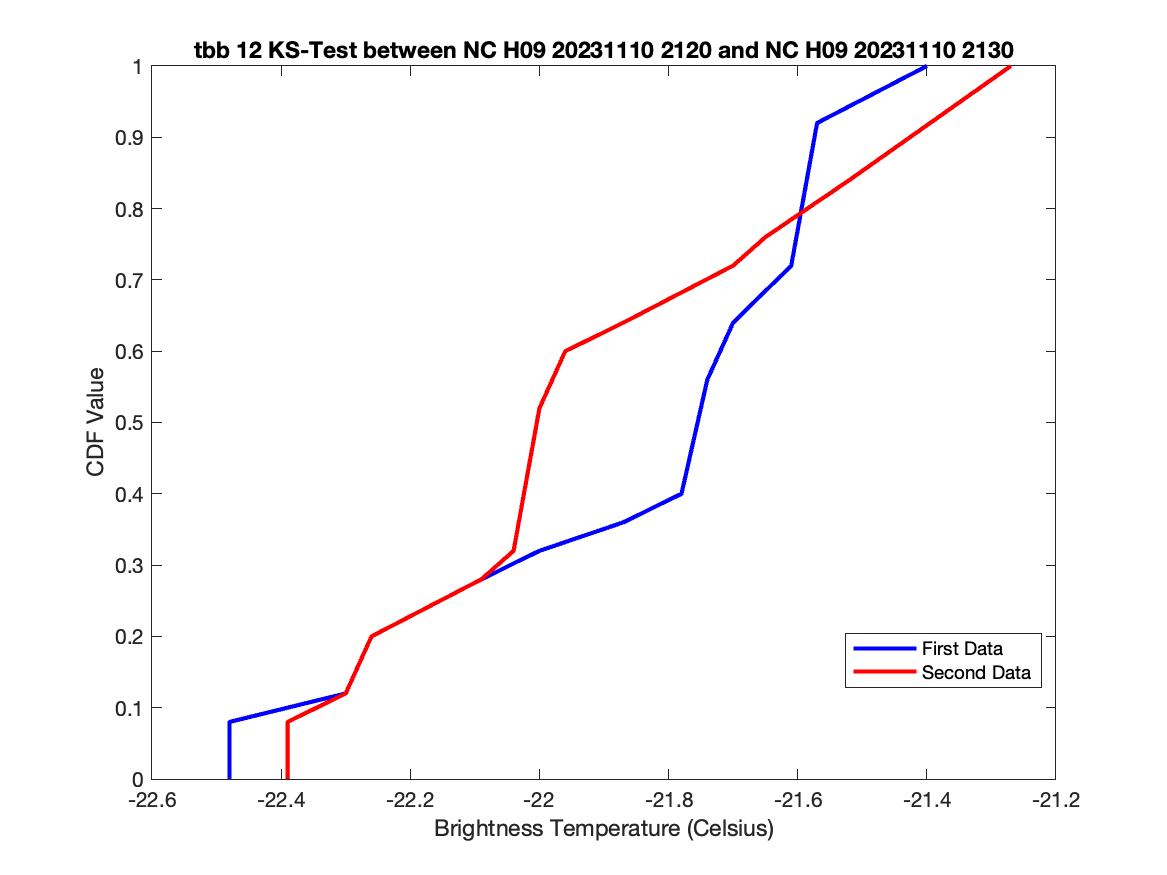 tbb 12 KS-Test between NC H09 20231110 2120 and NC H09 20231110 2130
1
0.9
0.8
0.7
0.6
0.5
0.4
0.3
0.2
0.1
0
CDF Value
First Data
Second Data
-22.6 -22.4 -22.2 -22 -21.8 -21.6 -21.4 -21.2
Brightness Temperature (Celsius)